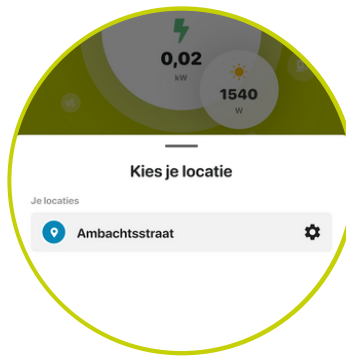 0,02
kW
1540
W
Kies je locatie
Je locaties
Ambachtsstraat